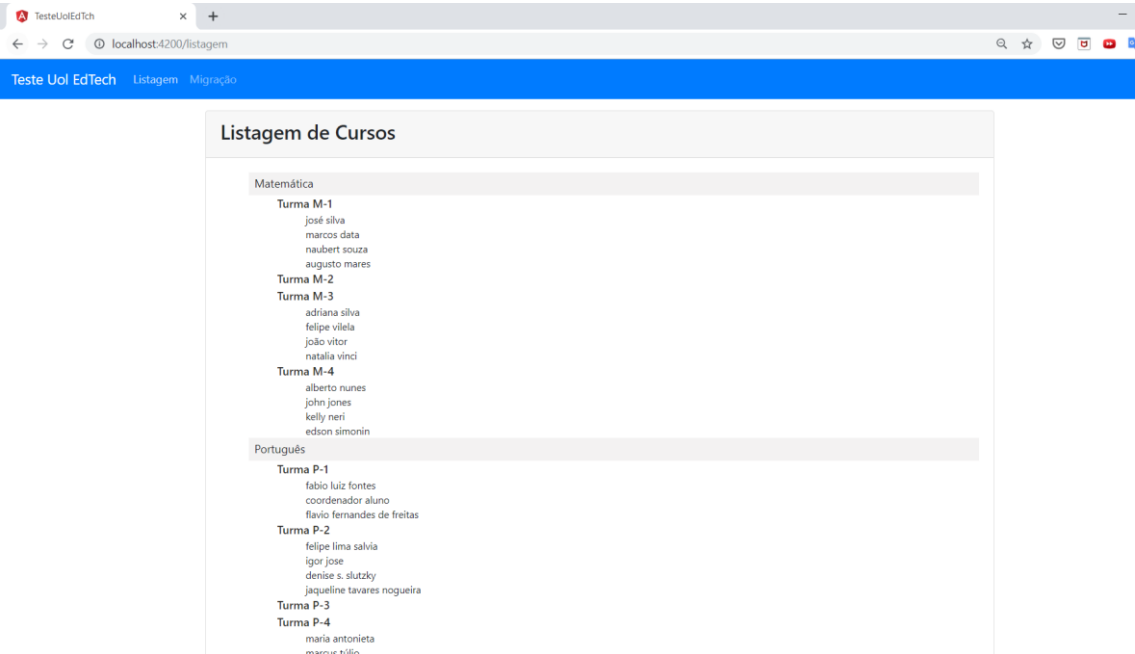 TesteUolEdTch
localhost:4200/listagem
Teste Uol EdTech Listagem Migração
Listagem de Cursos
Matemática
Turma M-1
josé silva
marcos data
naubert souza
augusto mares
Turma M-2
Turma M-3
adriana silva
felipe vilela
joão vitor
natalia vinci
Turma M-4
alberto nunes
john jones
kelly neri
edson simonin
Português
Turma P-1
fabio luiz fontes
coordenador aluno
flavio fernandes de freitas
Turma P-2
felipe lima salvia
igor jose
denise s. slutzky
jaqueline tavares nogueira
Turma P-3
Turma P-4
maria antonieta
marcus túlio